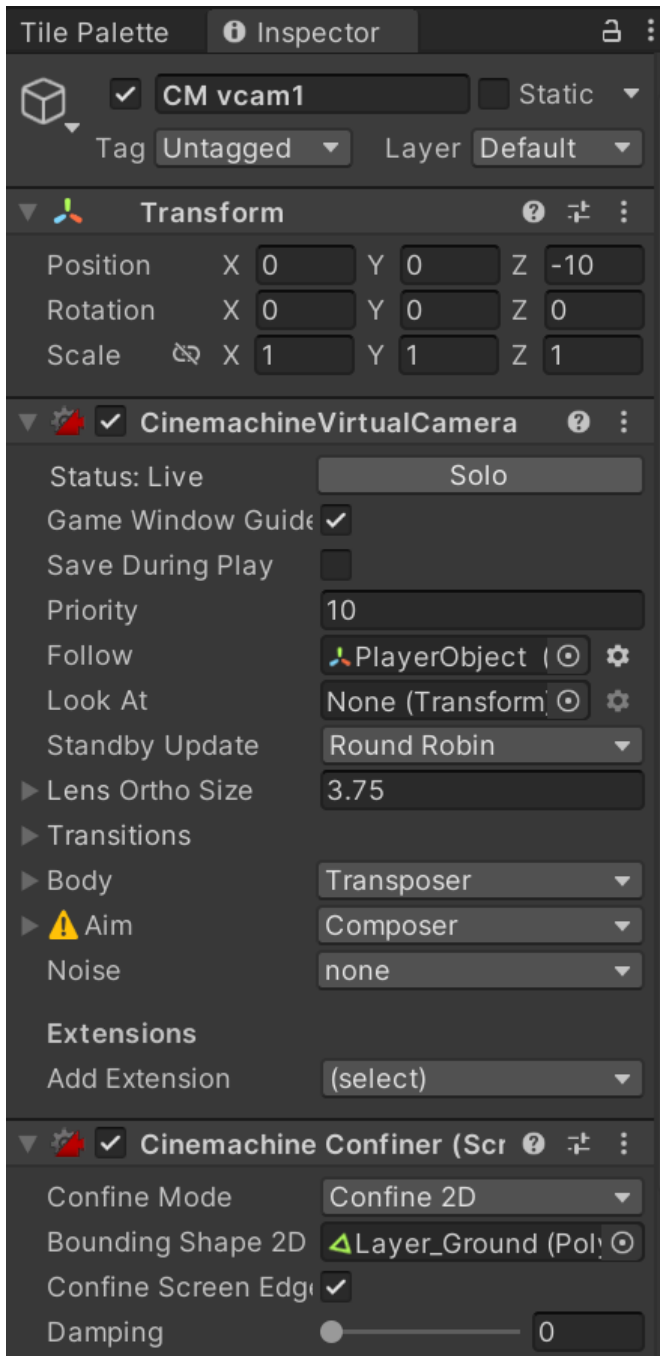 Tile Palette Inspector
CM vcam1 Static
Tag Untagged Layer Default
Transform
Position X 0 Y 0 Z -10
Rotation X 0 Y 0 Z 0
Scale X 1 Y 1 Z 1
CinemachineVirtualCamera
Status: Live Solo
Game Window Guide
Save During Play
Priority 10
Follow PlayerObject (
Look At None (Transform)
Standby Update Round Robin
Lens Ortho Size 3.75
Transitions
Body Transposer
Aim Composer
Noise none
Extensions
Add Extension (select)
Cinemachine Confiner (Scr
Confine Mode Confine 2D
Bounding Shape 2D Layer_Ground (Poly
Confine Screen Edge
Damping 0